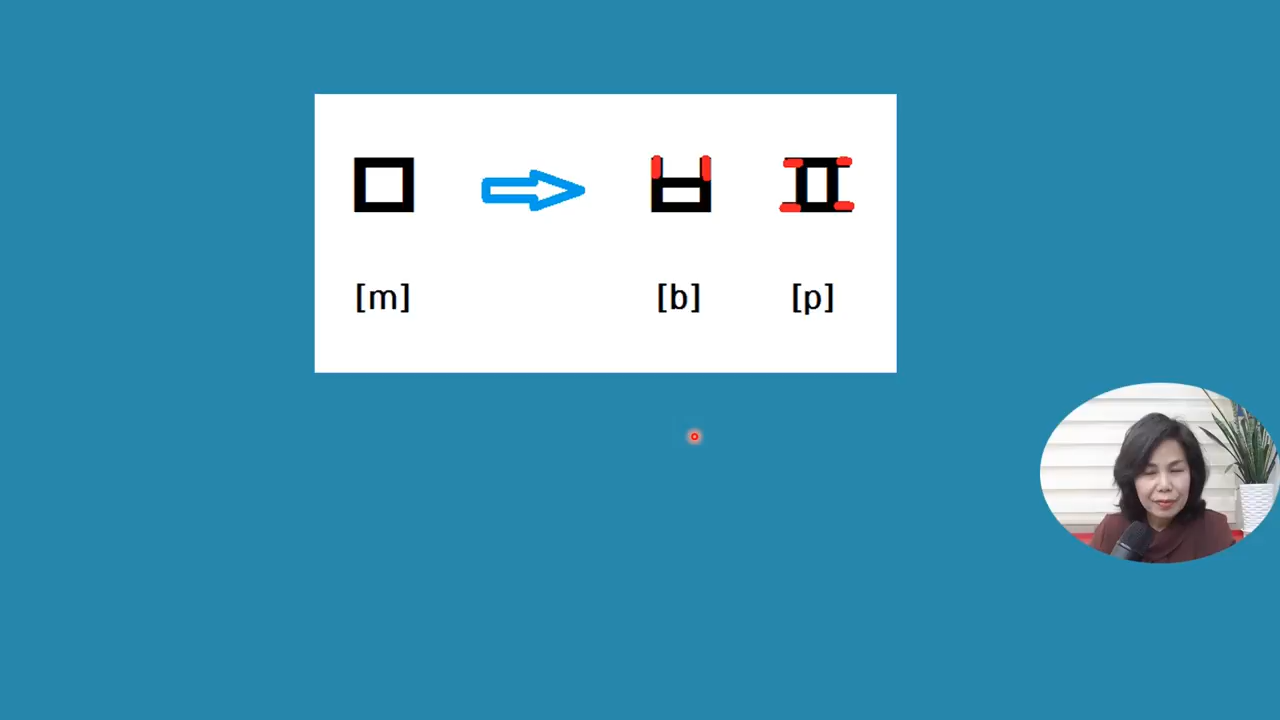 ㅁ ㅂ ㅍ
[m] [b] [p]